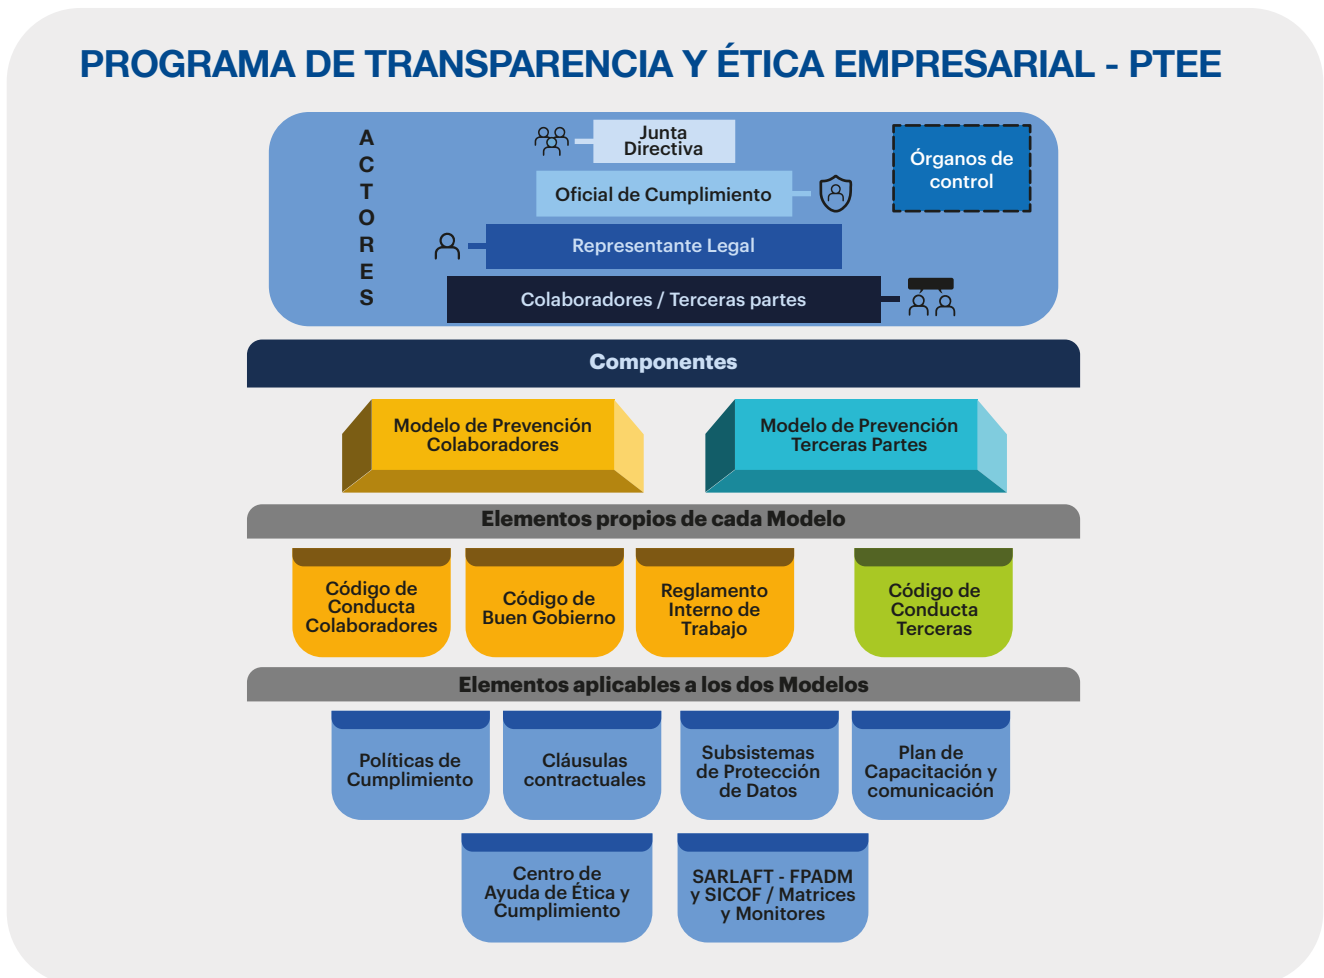 PROGRAMA DE TRANSPARENCIA Y ÉTICA EMPRESARIAL - PTEE
ACTORES
Junta
Directiva
Órganos de
control
Oficial de Cumplimiento
Representante Legal
Colaboradores / Terceras partes
Componentes
Modelo de Prevención
Colaboradores
Modelo de Prevención
Terceras Partes
Elementos propios de cada Modelo
Código de
Conducta
Colaboradores
Código de
Buen Gobierno
Reglamento
Interno de
Trabajo
Código de
Conducta
Terceras
Elementos aplicables a los dos Modelos
Políticas de
Cumplimiento
Cláusulas
contractuales
Subsistemas
de Protección
de Datos
Plan de
Capacitación y
comunicación
Centro de
Ayuda de Ética y
Cumplimiento
SARLAFT - FPADM
y SICOF / Matrices
y Monitores